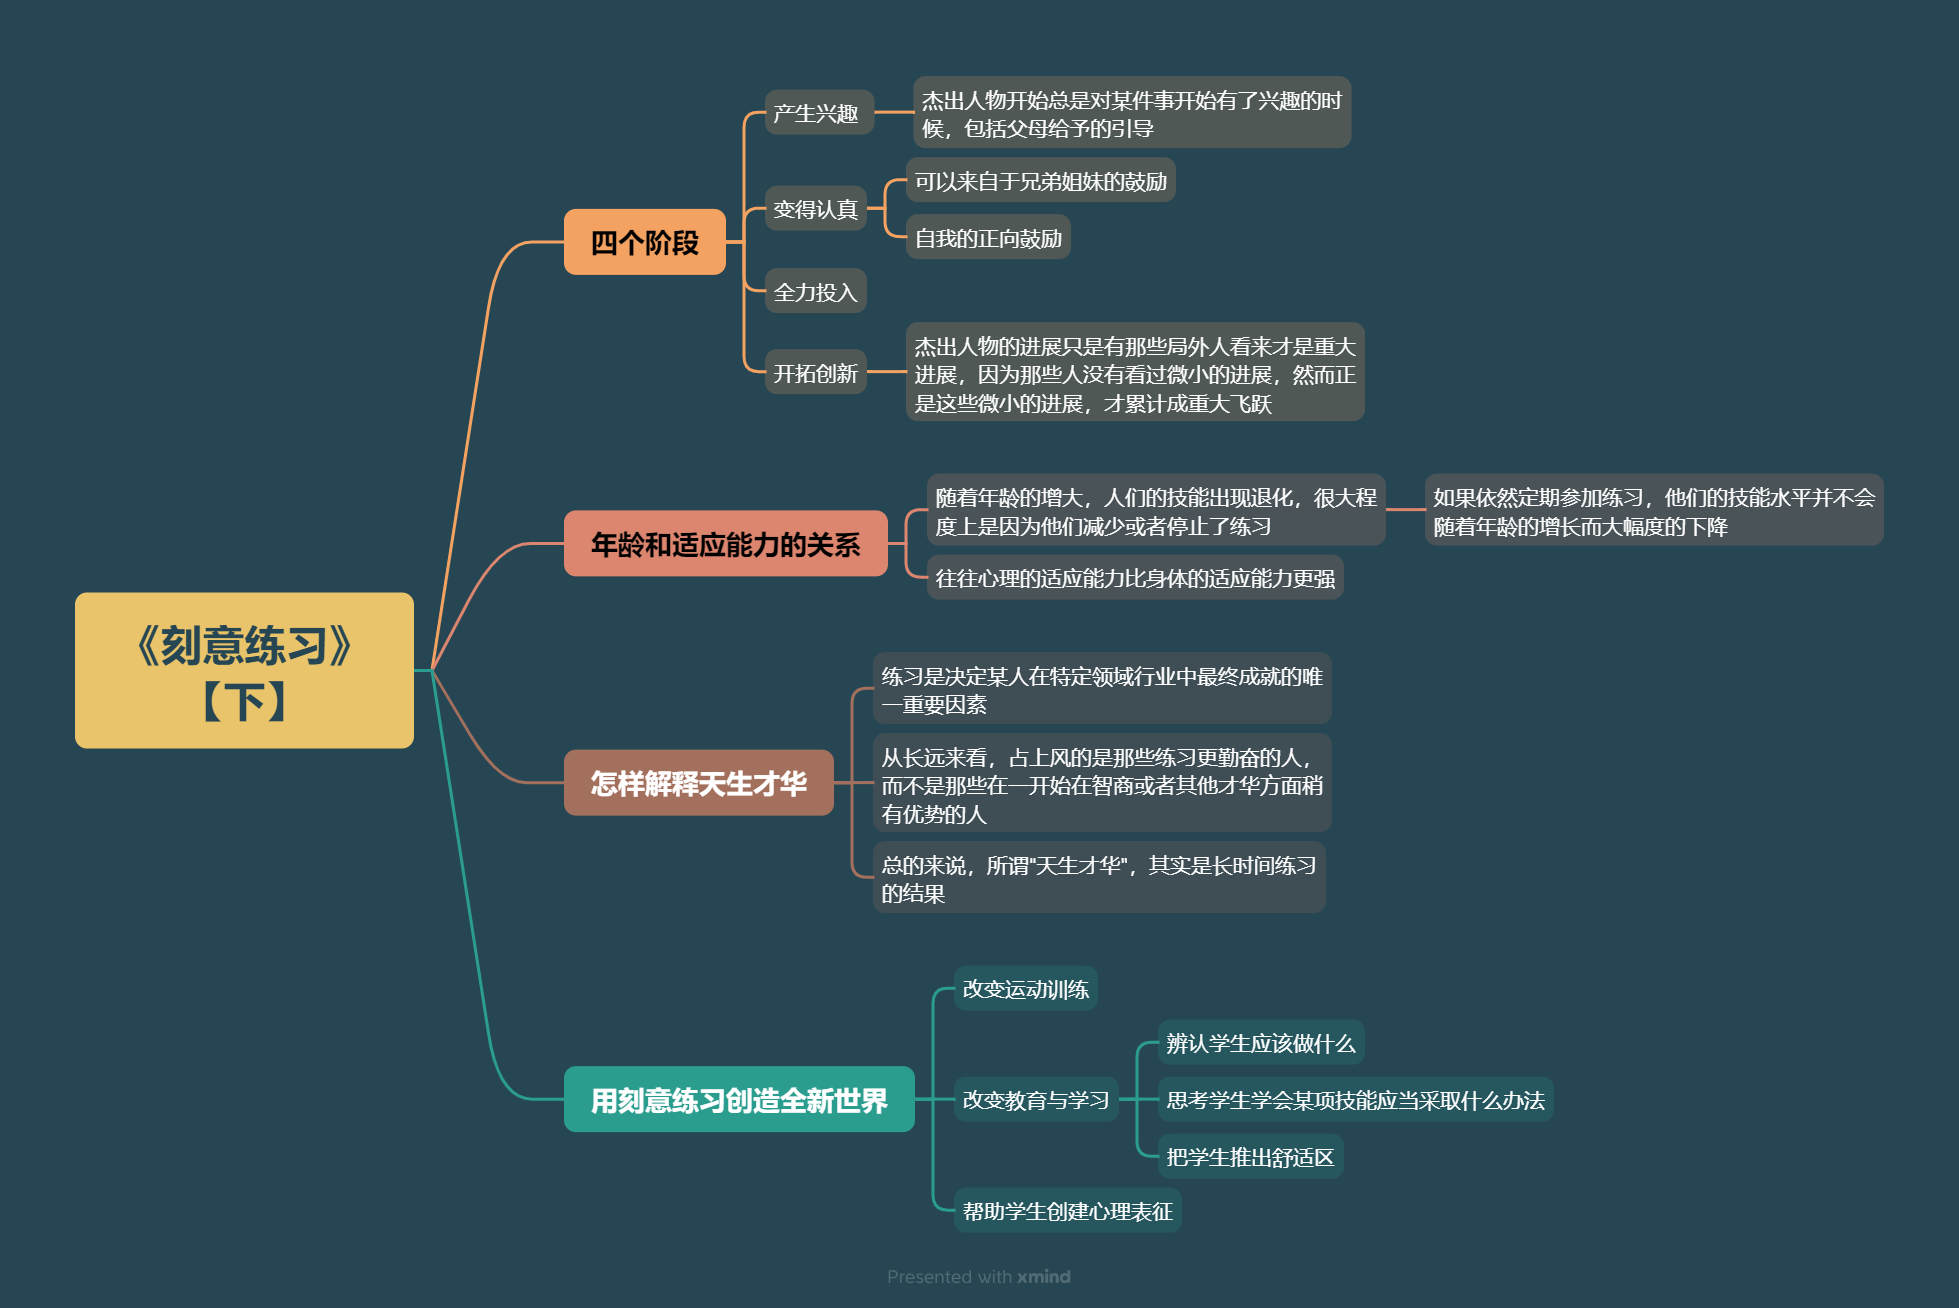 《刻意练习》
【下】
四个阶段
产生兴趣
杰出人物开始总是对某件事开始有了兴趣的时
候，包括父母给予的引导
变得认真
可以来自于兄弟姐妹的鼓励
自我的正向鼓励
全力投入
开拓创新
杰出人物的进展只是有那些局外人看来才是重大
进展，因为那些人没有看过微小的进展，然而正
是这些微小的进展，才累计成重大飞跃
年龄和适应能力的关系
随着年龄的增大，人们的技能出现退化，很大程
度上是因为他们减少或者停止了练习
如果依然定期参加练习，他们的技能水平并不会
随着年龄的增长而大幅度的下降
往往心理的适应能力比身体的适应能力更强
怎样解释天生才华
练习是决定某人在特定领域行业中最终成就的唯
一重要因素
从长远来看，占上风的是那些练习更勤奋的人，
而不是那些在一开始在智商或者其他才华方面稍
有优势的人
总的来说，所谓"天生才华"，其实是长时间练习
的结果
用刻意练习创造全新世界
改变运动训练
改变教育与学习
辨认学生应该做什么
思考学生学会某项技能应当采取什么办法
把学生推出舒适区
帮助学生创建心理表征
Presented with xmind